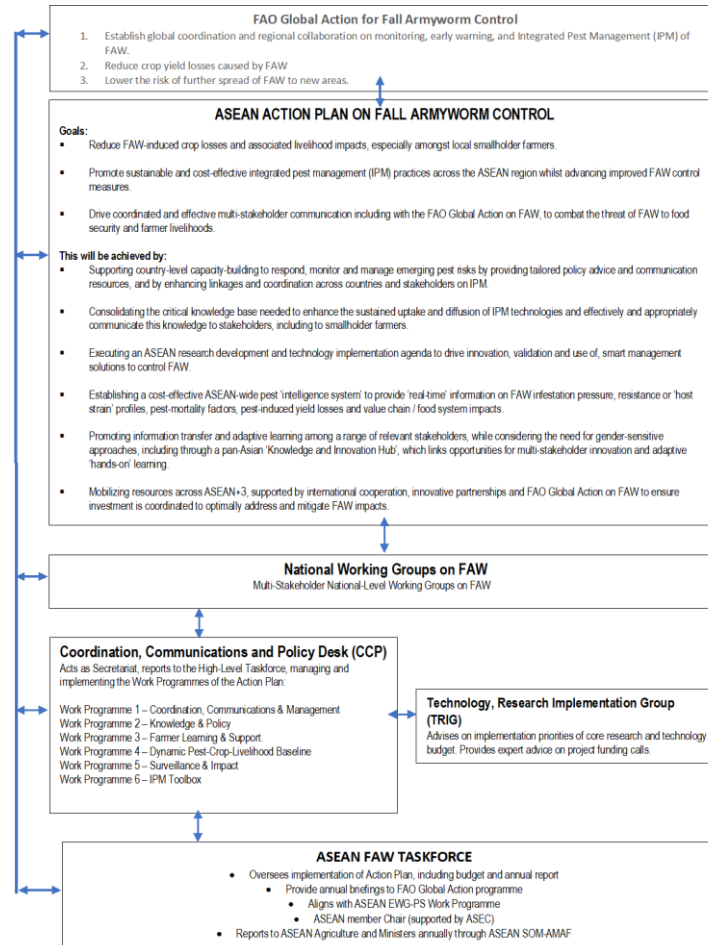 FAO Global Action for Fall Armyworm Control
1. Establish global coordination and regional collaboration on monitoring, early warning, and Integrated Pest Management (IPM) of
FAW.
2. Reduce crop yield losses caused by FAW
3. Lower the risk of further spread of FAW to new areas.
ASEAN ACTION PLAN ON FALL ARMYWORM CONTROL
Goals:
▪ Reduce FAW-induced crop losses and associated livelihood impacts, especially amongst local smallholder farmers.
▪ Promote sustainable and cost-effective integrated pest management (IPM) practices across the ASEAN region whilst advancing improved FAW control
measures.
▪ Drive coordinated and effective multi-stakeholder communication including with the FAO Global Action on FAW, to combat the threat of FAW to food
security and farmer livelihoods.
This will be achieved by:
▪ Supporting country-level capacity-building to respond, monitor and manage emerging pest risks by providing tailored policy advice and communication
resources, and by enhancing linkages and coordination across countries and stakeholders on IPM.
▪ Consolidating the critical knowledge base needed to enhance the sustained uptake and diffusion of IPM technologies and effectively and appropriately
communicate this knowledge to stakeholders, including to smallholder farmers.
▪ Executing an ASEAN research development and technology implementation agenda to drive innovation, validation and use of, smart management
solutions to control FAW.
▪ Establishing a cost-effective ASEAN-wide pest 'intelligence system' to provide 'real-time' information on FAW infestation pressure, resistance or 'host
strain' profiles, pest-mortality factors, pest-induced yield losses and value chain / food system impacts.
▪ Promoting information transfer and adaptive learning among a range of relevant stakeholders, while considering the need for gender-sensitive
approaches, including through a pan-Asian 'Knowledge and Innovation Hub', which links opportunities for multi-stakeholder innovation and adaptive
'hands-on' learning.
▪ Mobilizing resources across ASEAN+3, supported by international cooperation, innovative partnerships and FAO Global Action on FAW to ensure
investment is coordinated to optimally address and mitigate FAW impacts.
National Working Groups on FAW
Multi-Stakeholder National-Level Working Groups on FAW
Coordination, Communications and Policy Desk (CCP)
Acts as Secretariat, reports to the High-Level Taskforce, managing and
implementing the Work Programmes of the Action Plan:
Work Programme 1 – Coordination, Communications & Management
Work Programme 2 – Knowledge & Policy
Work Programme 3 – Farmer Learning & Support.
Work Programme 4 – Dynamic Pest-Crop-Livelihood Baseline
Work Programme 5 – Surveillance & Impact
Work Programme 6 – IPM Toolbox
Technology, Research Implementation Group
(TRIG)
Advises on implementation priorities of core research and technology
budget. Provides expert advice on project funding calls.
ASEAN FAW TASKFORCE
• Oversees implementation of Action Plan, including budget and annual report
• Provide annual briefings to FAO Global Action programme
• Aligns with ASEAN EWG-PS Work Programme
• ASEAN member Chair (supported by ASEC)
• Reports to ASEAN Agriculture and Ministers annually through ASEAN SOM-AMAF